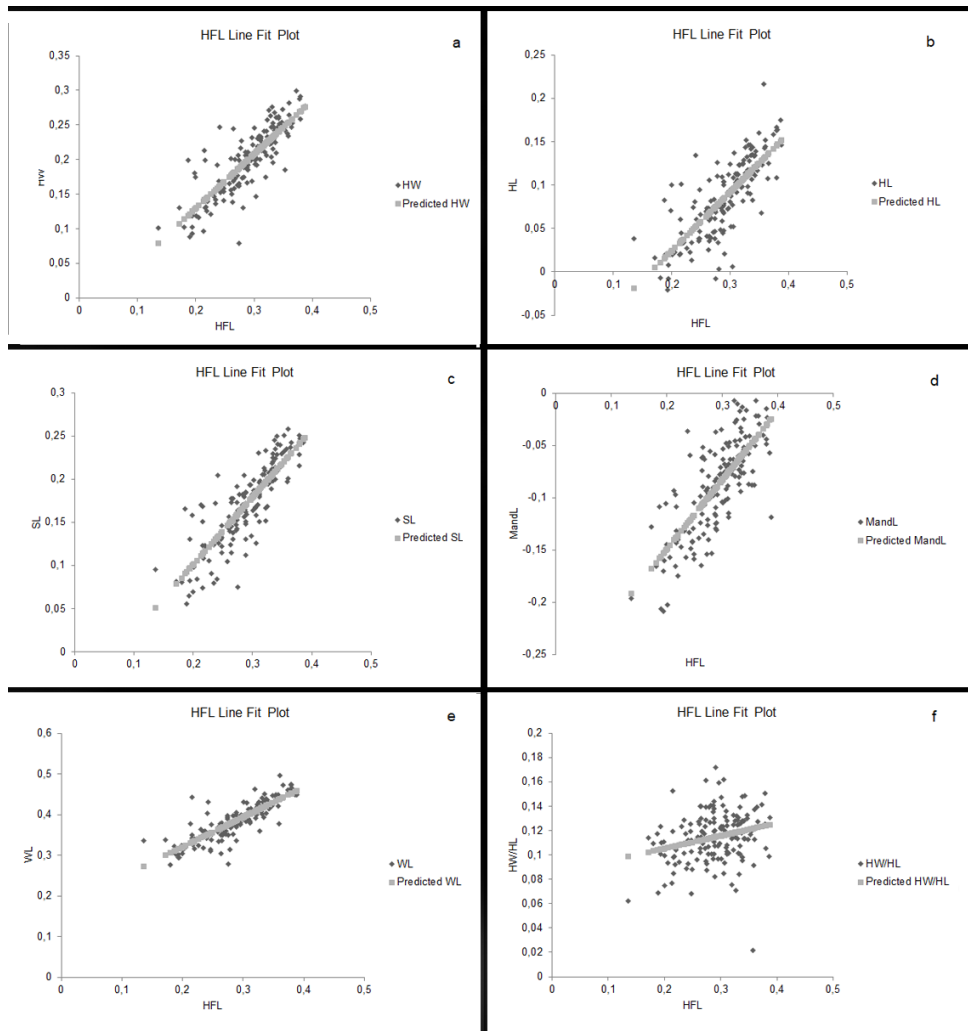 HFL Line Fit Plot
a
0,35
0,3
0,25
0,2
0,15
0,1
0,05
0
HW
0
0,1
0,2
0,3
0,4
0,5
HFL
HW
Predicted HW
HFL Line Fit Plot
b
0,25
0,2
0,15
0,1
0,05
0
-0,05
HL
0
0,1
0,2
0,3
0,4
0,5
HFL
HL
Predicted HL
HFL Line Fit Plot
c
0,3
0,25
0,2
0,15
0,1
0,05
0
SL
0
0,1
0,2
0,3
0,4
0,5
HFL
SL
Predicted SL
HFL Line Fit Plot
d
0
-0,05
-0,1
-0,15
-0,2
-0,25
MandL
0
0,1
0,2
0,3
0,4
0,5
HFL
MandL
Predicted MandL
HFL Line Fit Plot
e
0,6
0,5
0,4
0,3
0,2
0,1
0
WL
0
0,1
0,2
0,3
0,4
0,5
HFL
WL
Predicted WL
HFL Line Fit Plot
f
0,2
0,18
0,16
0,14
0,12
0,1
0,08
0,06
0,04
0,02
0
HW/HL
0
0,1
0,2
0,3
0,4
0,5
HFL
HW/HL
Predicted HW/HL